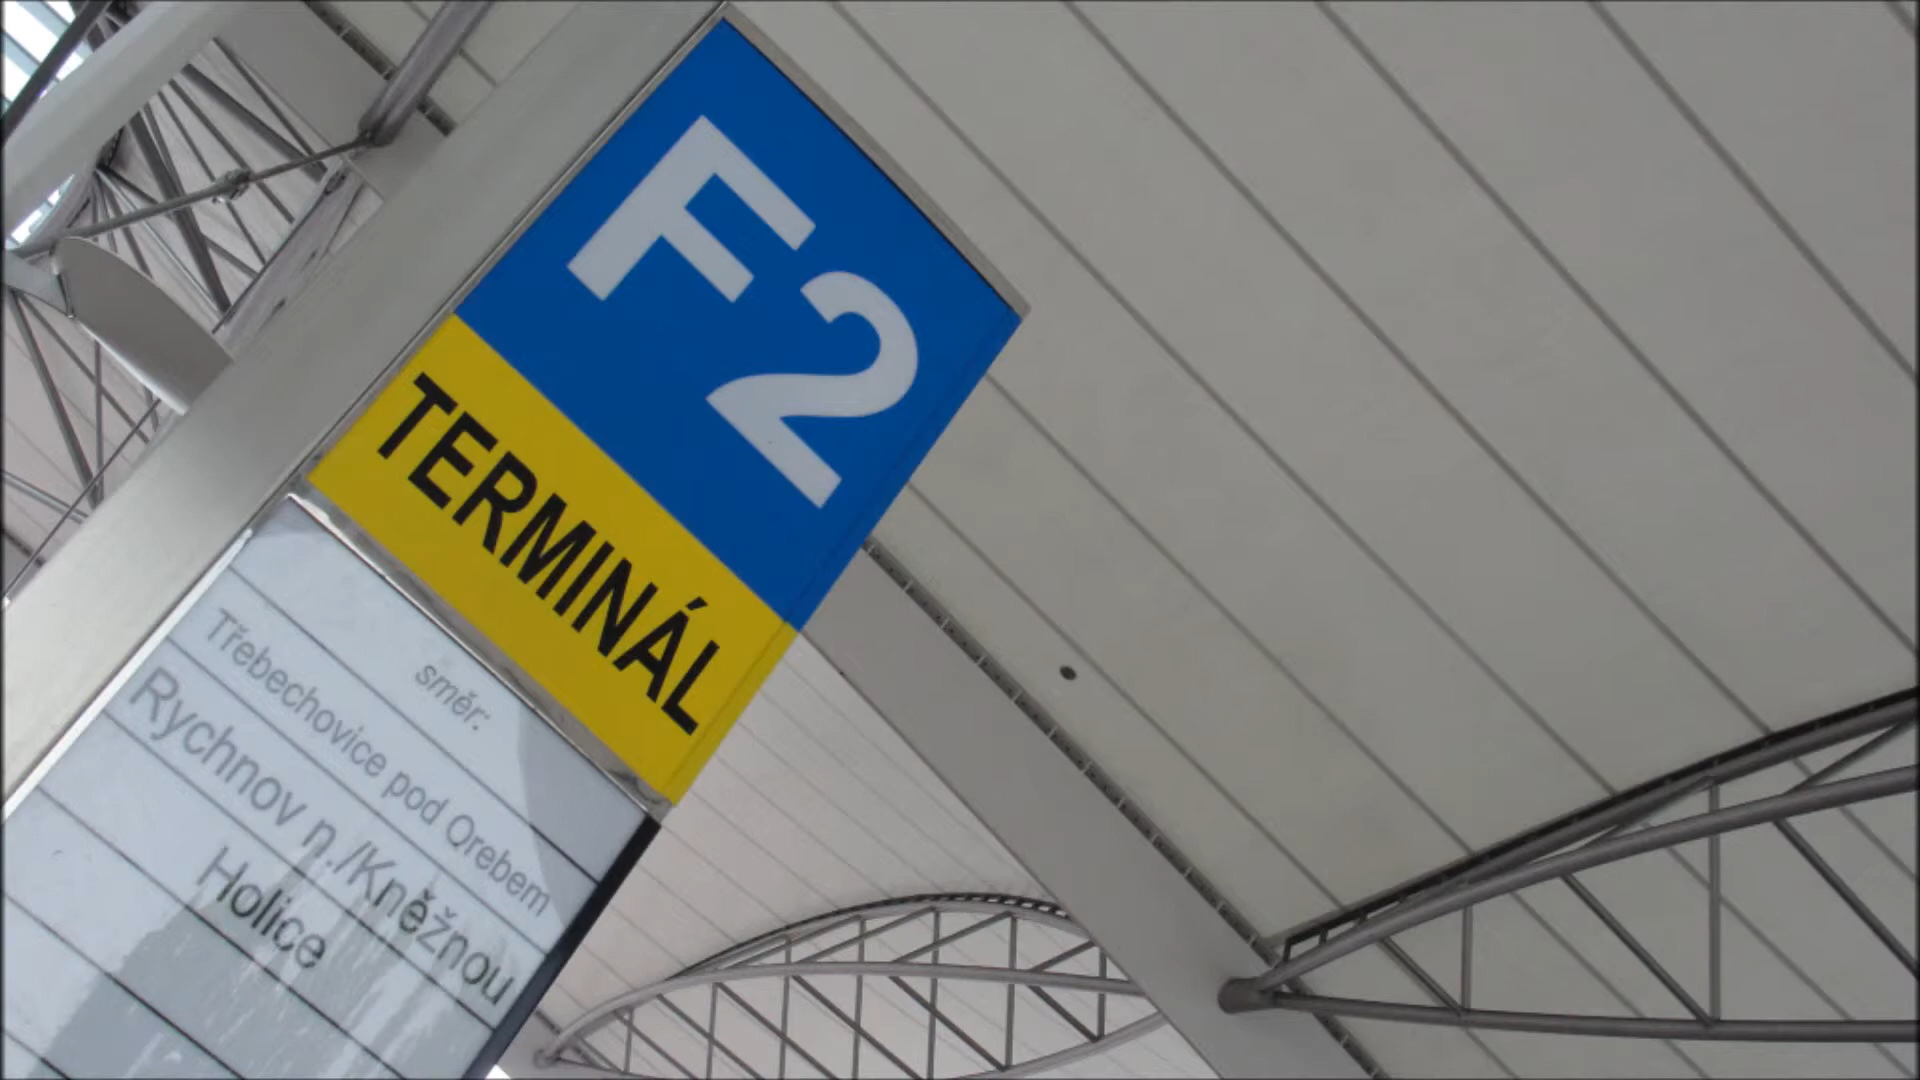 F2
TERMINÁL
směr:
Třebechovice pod Orebem
Rychnov n./Kněžnou
Holice